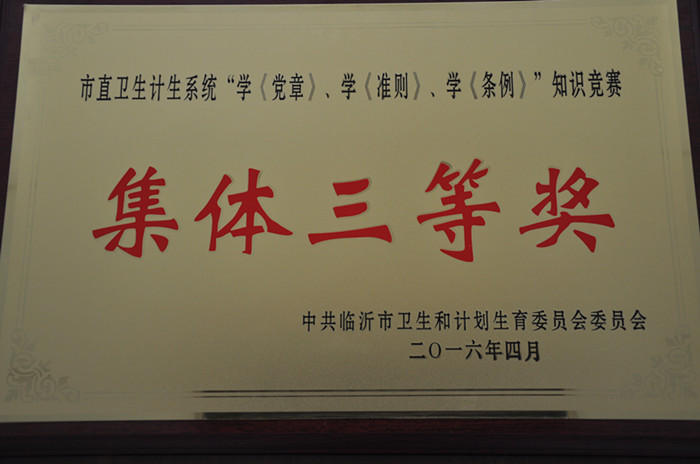 市直卫生计生系统“学《党章》、学《准则》、学《条例》”知识竞赛
集体三等奖
中共临沂市卫生和计划生育委员会委员会
二〇一六年四月